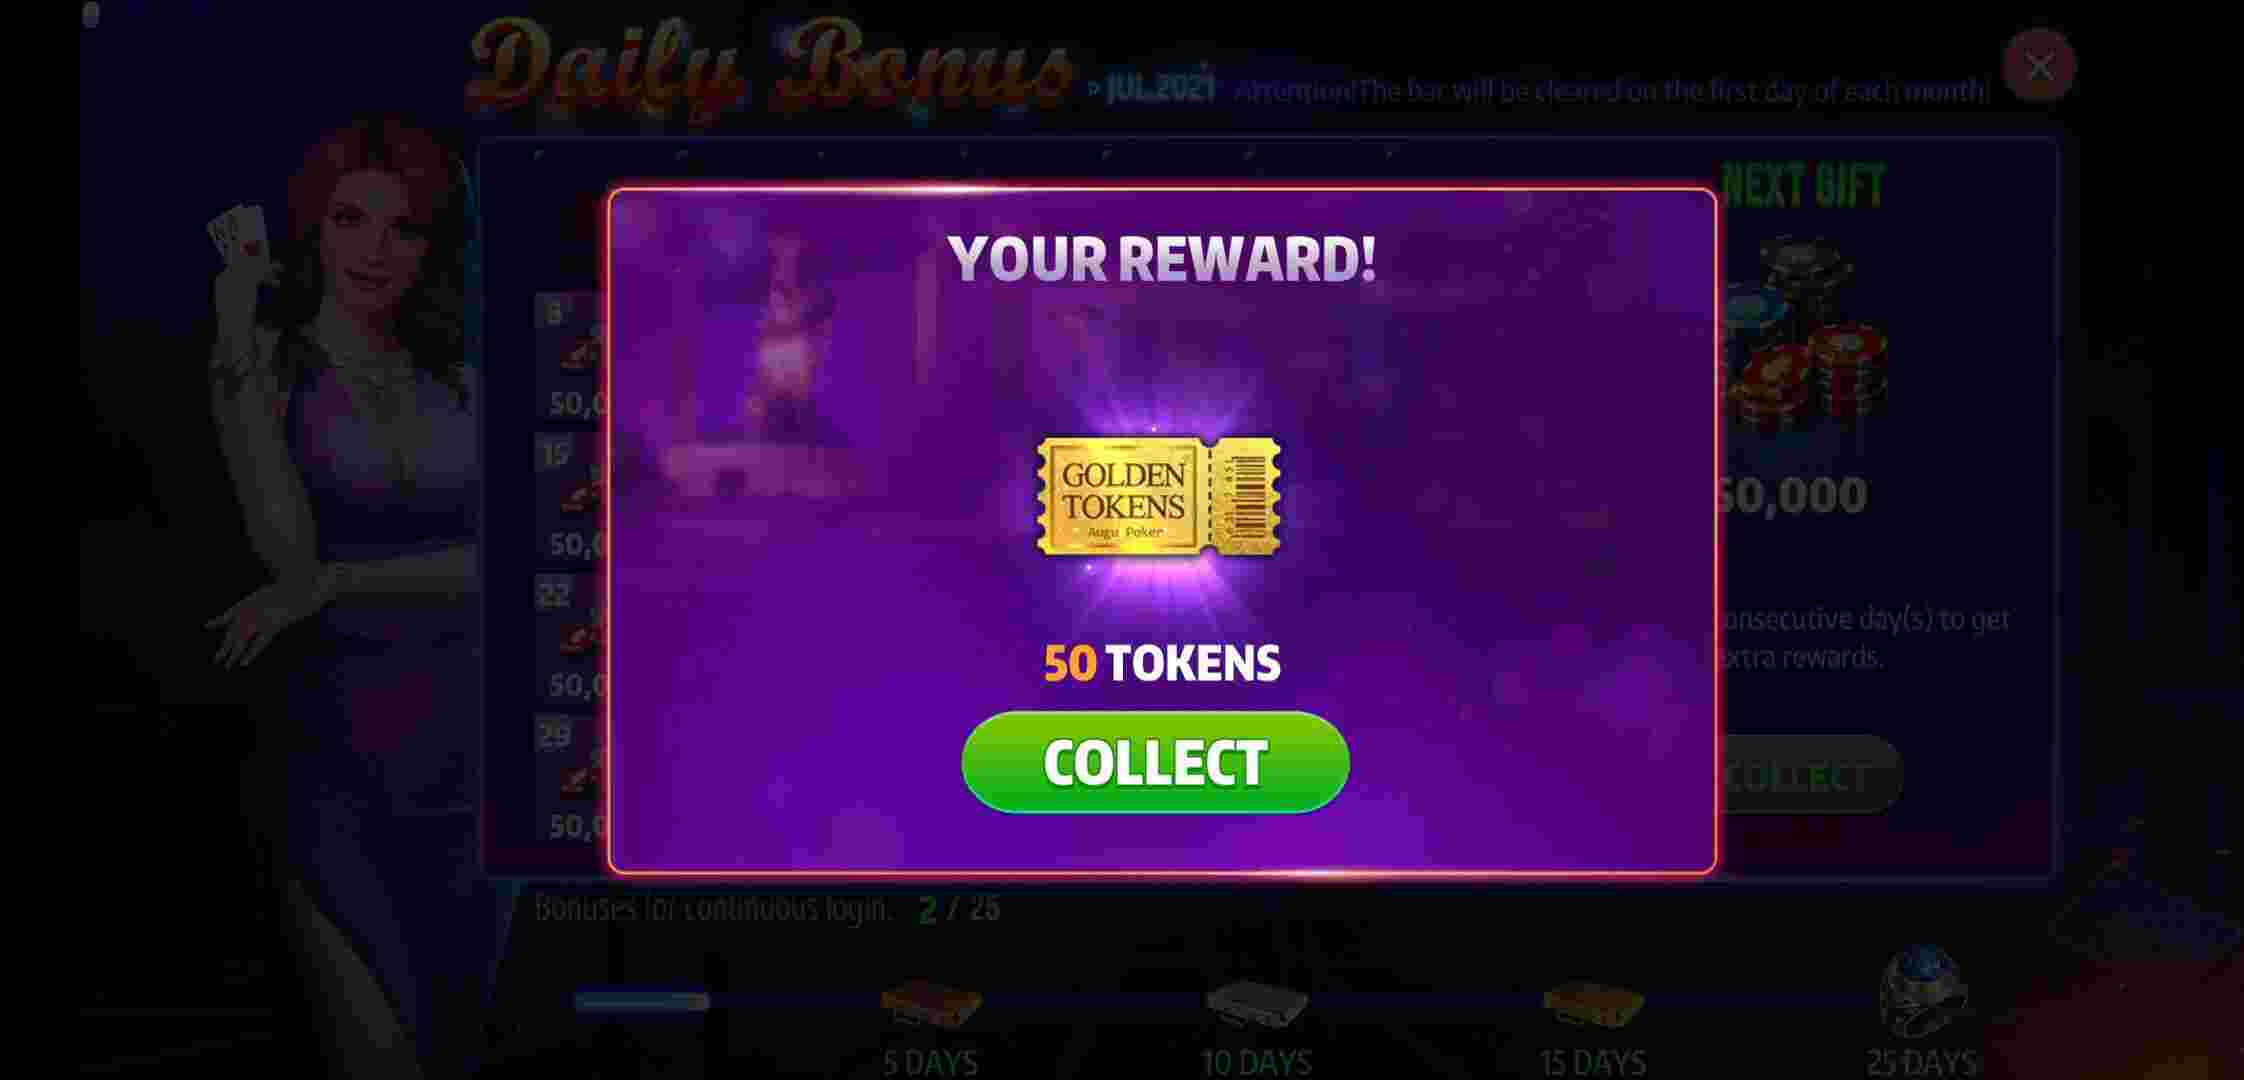 Daily Bonus
JUL.2021 Attention!The bar will be cleared on the first day of each month!
NEXT GIFT
YOUR REWARD!
8
50,0
15
50,0
22
50,0
29
50,0
GOLDEN
TOKENS
Augu Poker
50 TOKENS
COLLECT
50,000
onsecutive day(s) to get
xtra rewards.
COLLECT
Bonuses for continuous login: 2 / 25
5 DAYS
10 DAYS
15 DAYS
25 DAYS